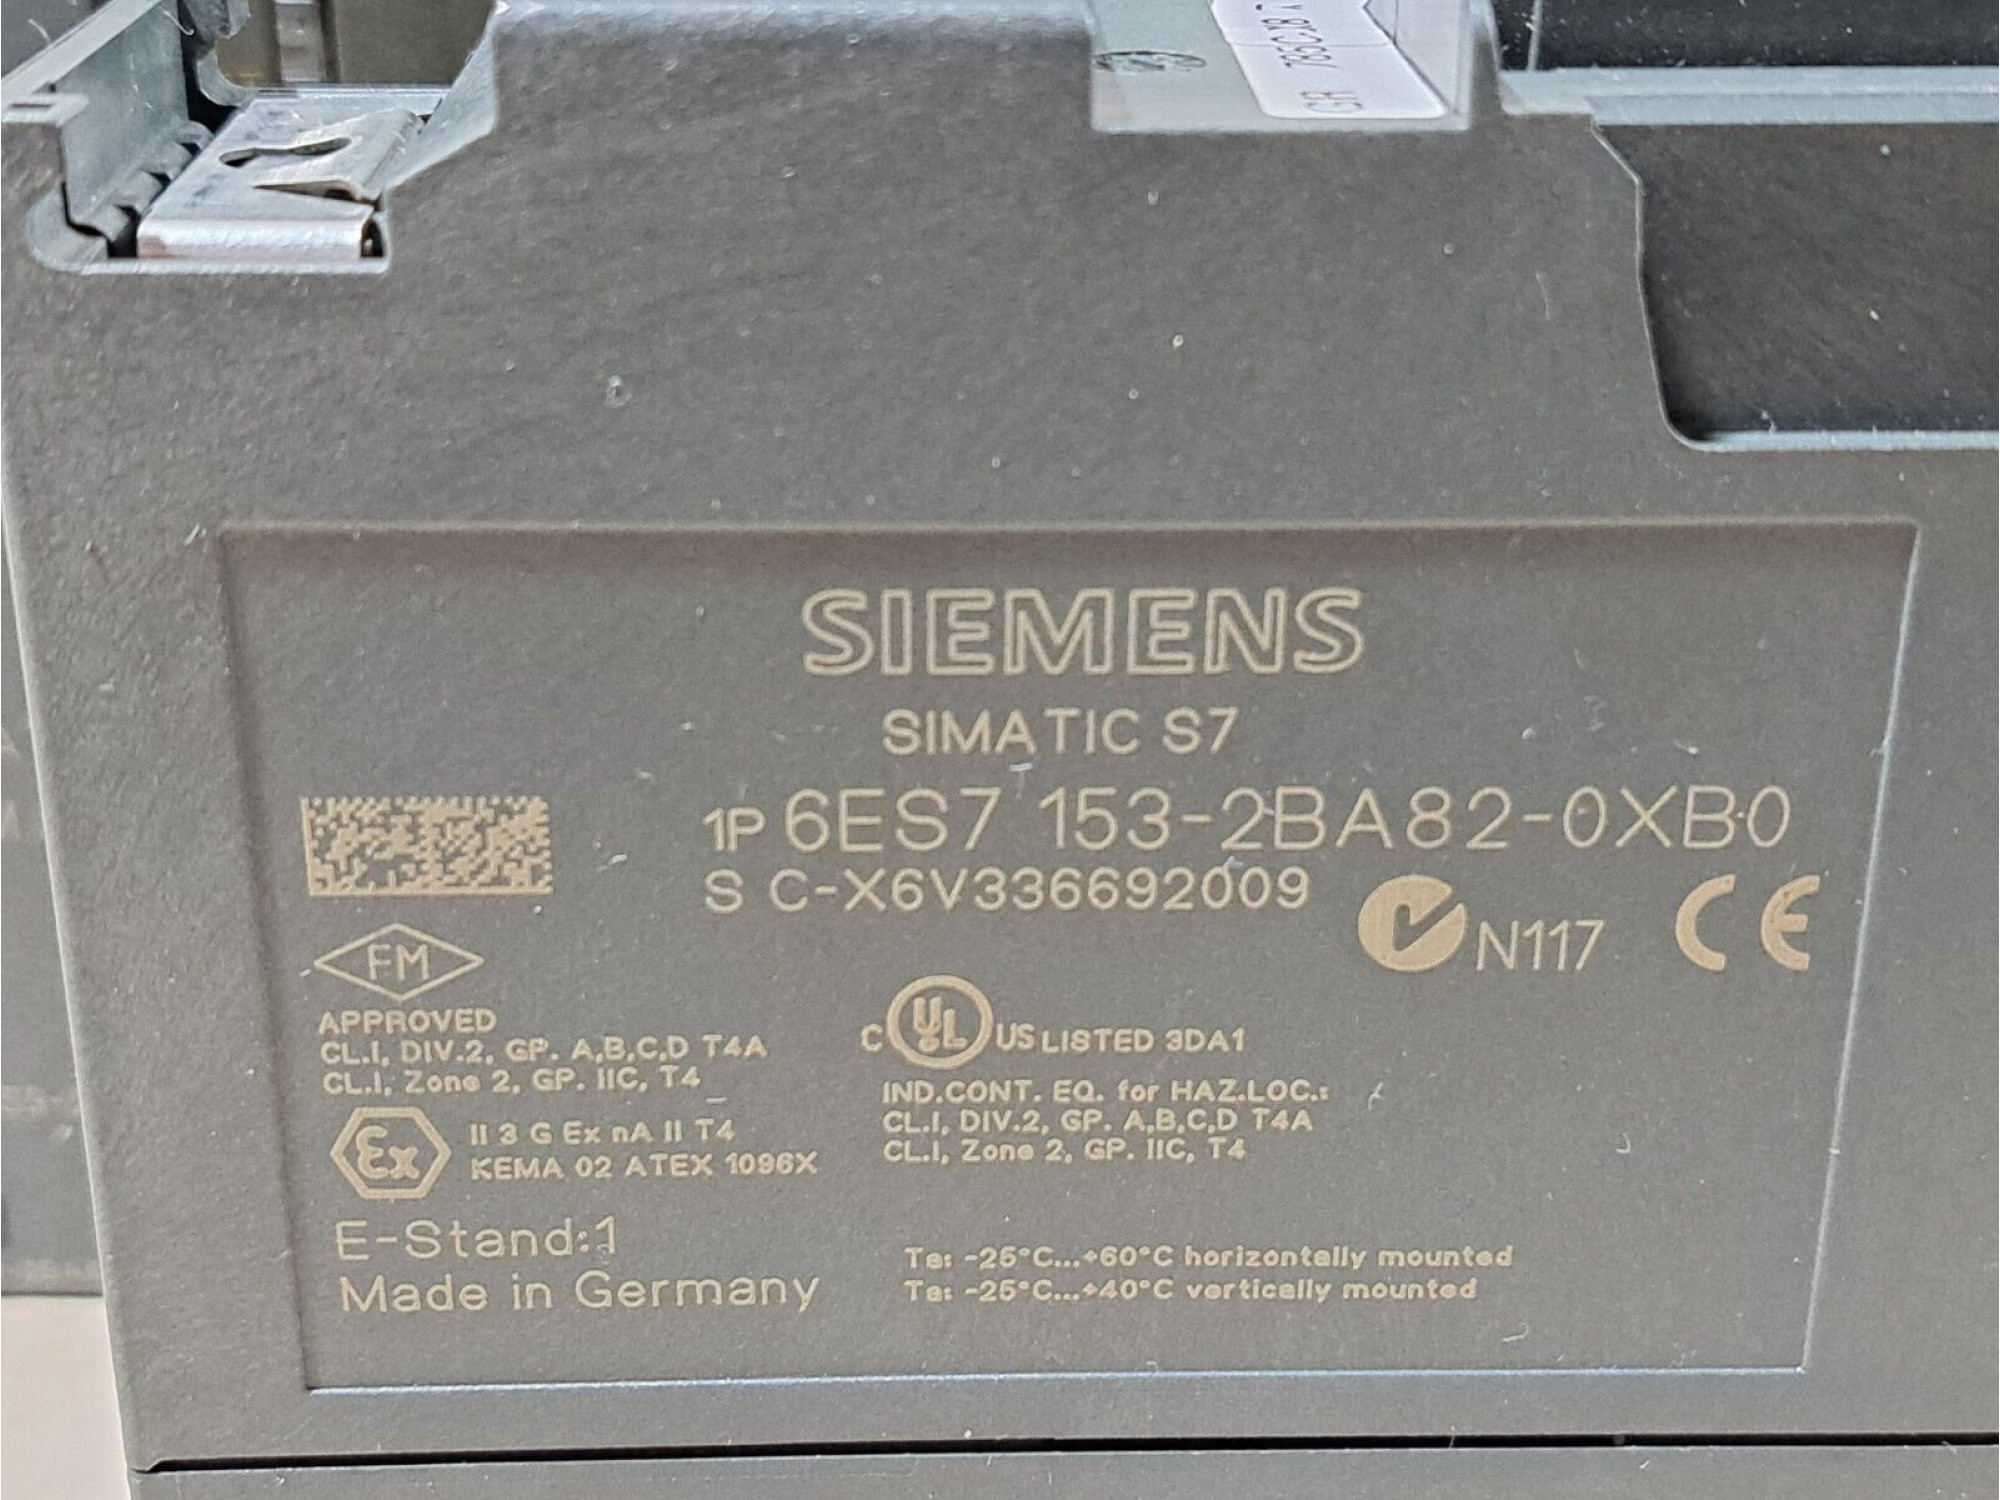 SIEMENS
SIMATIC S7
1P 6ES7 153-2BA82-0XB0
S C-X6V336692009
N117 CE
FM
APPROVED
CL.I, DIV.2, GP. A,B,C,D T4A
CL.I, Zone 2, GP. IIC, T4
C UL US LISTED 3DA1
IND.CONT. EQ. for HAZ.LOC.:
CL.I, DIV.2, GP. A,B,C,D T4A
CL.I, Zone 2, GP. IIC, T4
Ex II 3 G Ex nA II T4
KEMA 02 ATEX 1096X
E-Stand:1
Made in Germany
Ta: -25°C...+60°C horizontally mounted
Ta: -25°C...+40°C vertically mounted